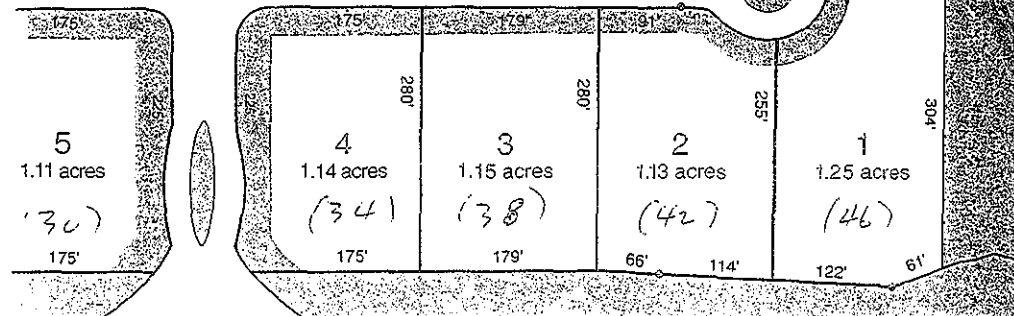 175' 175' 179' 91'
225' 225' 280' 280' 255' 304'
5 4 3 2 1
1.11 acres 1.14 acres 1.15 acres 1.13 acres 1.25 acres
(30) (34) (38) (42) (46)
175' 175' 179' 66' 114' 122' 61'